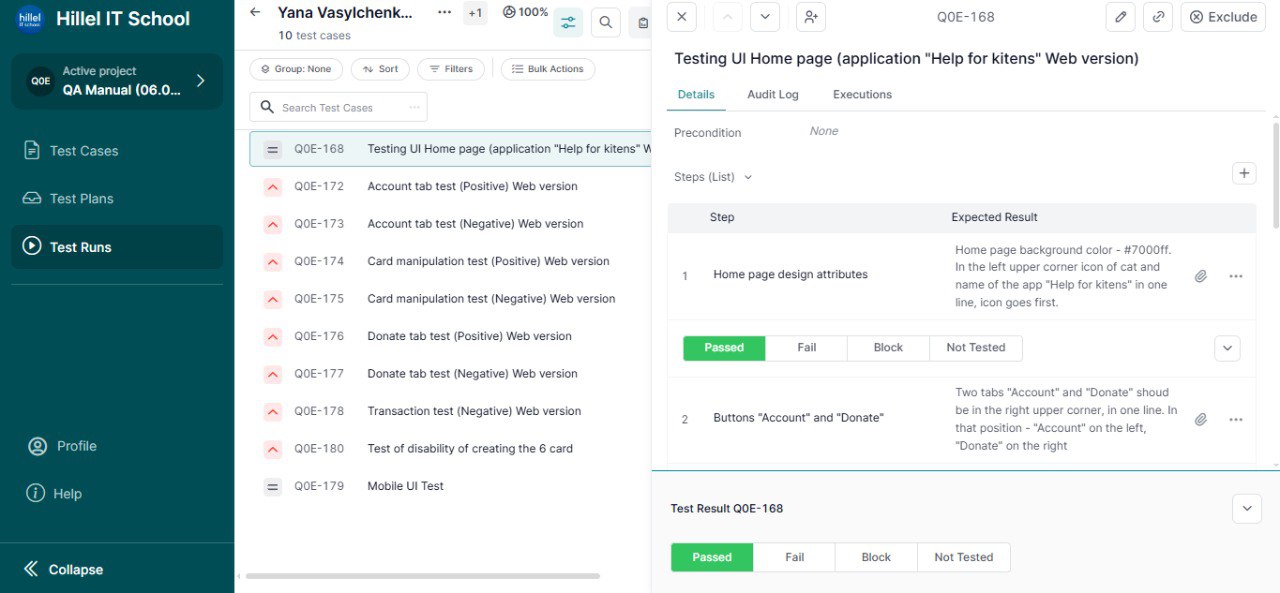 hillel
IT school
Hillel IT School
Q0E
Active project
QA Manual (06.0...
Test Cases
Test Plans
Test Runs
Profile
Help
Collapse
Yana Vasylchenk...
+1
100%
10 test cases
Group: None
Sort
Filters
Bulk Actions
Search Test Cases
Q0E-168 Testing UI Home page (application "Help for kitens" W
Q0E-172 Account tab test (Positive) Web version
Q0E-173 Account tab test (Negative) Web version
Q0E-174 Card manipulation test (Positive) Web version
Q0E-175 Card manipulation test (Negative) Web version
Q0E-176 Donate tab test (Positive) Web version
Q0E-177 Donate tab test (Negative) Web version
Q0E-178 Transaction test (Negative) Web version
Q0E-180 Test of disability of creating the 6 card
Q0E-179 Mobile UI Test
Q0E-168
Exclude
Testing UI Home page (application "Help for kitens" Web version)
Details Audit Log Executions
Precondition None
Steps (List)
Step Expected Result
1 Home page design attributes
Home page background color - #7000ff.
In the left upper corner icon of cat and
name of the app "Help for kitens" in one
line, icon goes first.
Passed Fail Block Not Tested
2 Buttons "Account" and "Donate"
Two tabs "Account" and "Donate" shoud
be in the right upper corner, in one line. In
that position - "Account" on the left,
"Donate" on the right
Test Result Q0E-168
Passed Fail Block Not Tested